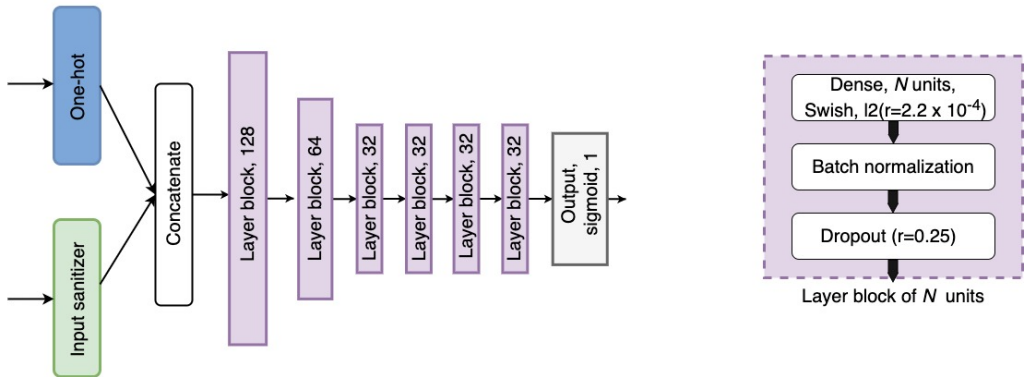 One-hot
Input sanitizer
Concatenate
Layer block, 128
Layer block, 64
Layer block, 32
Layer block, 32
Layer block, 32
Layer block, 32
Output,
sigmoid, 1
Dense, N units,
Swish, l2(r=2.2 x 10⁻⁴)
Batch normalization
Dropout (r=0.25)
Layer block of N units